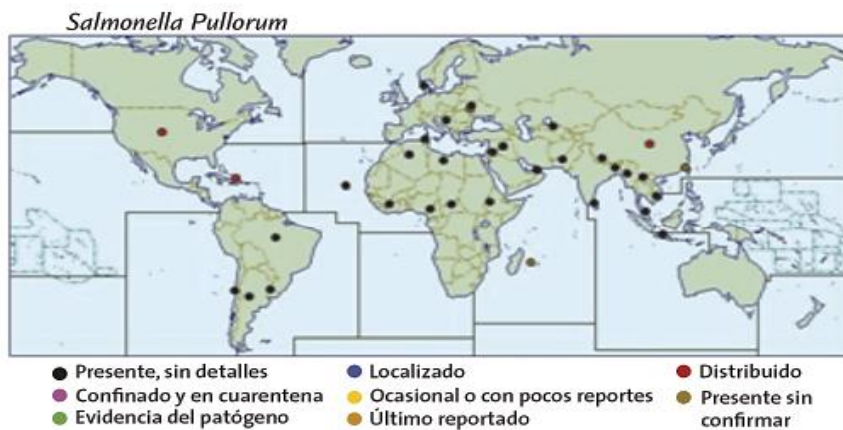 Salmonella Pullorum
Presente, sin detalles
Localizado
Distribuido
Confinado y en cuarentena
Ocasional o con pocos reportes
Presente sin
confirmar
Evidencia del patógeno
Último reportado